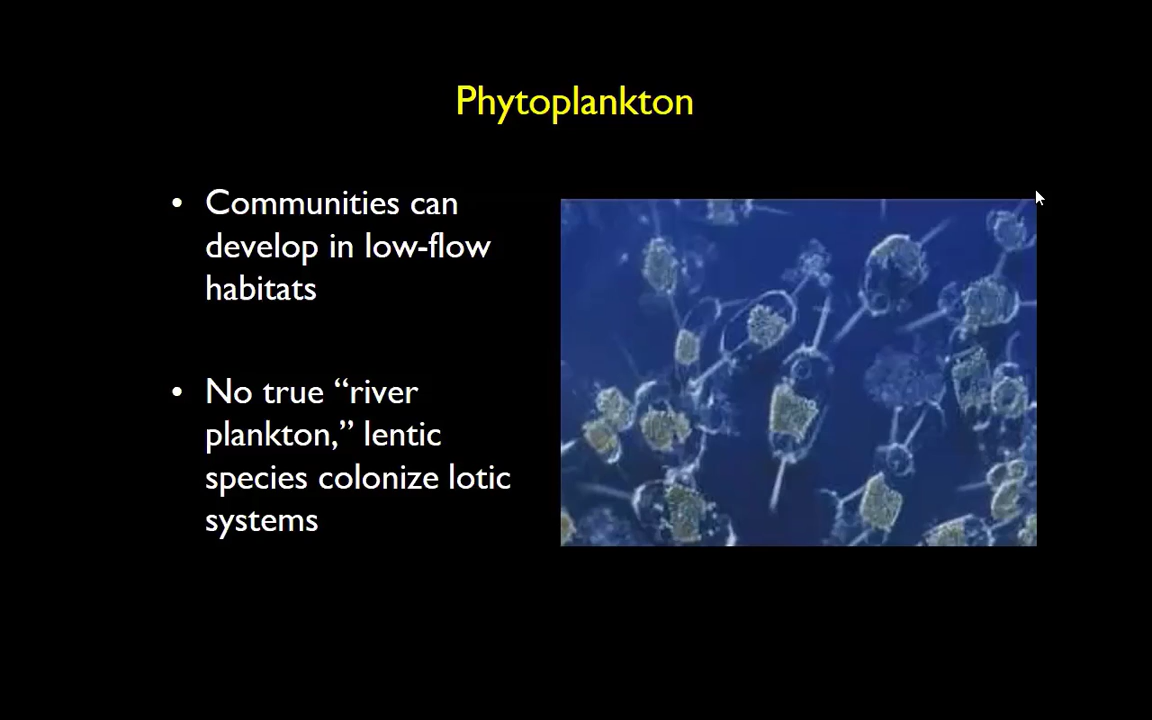 Phytoplankton
• Communities can
develop in low-flow
habitats
• No true “river
plankton,” lentic
species colonize lotic
systems